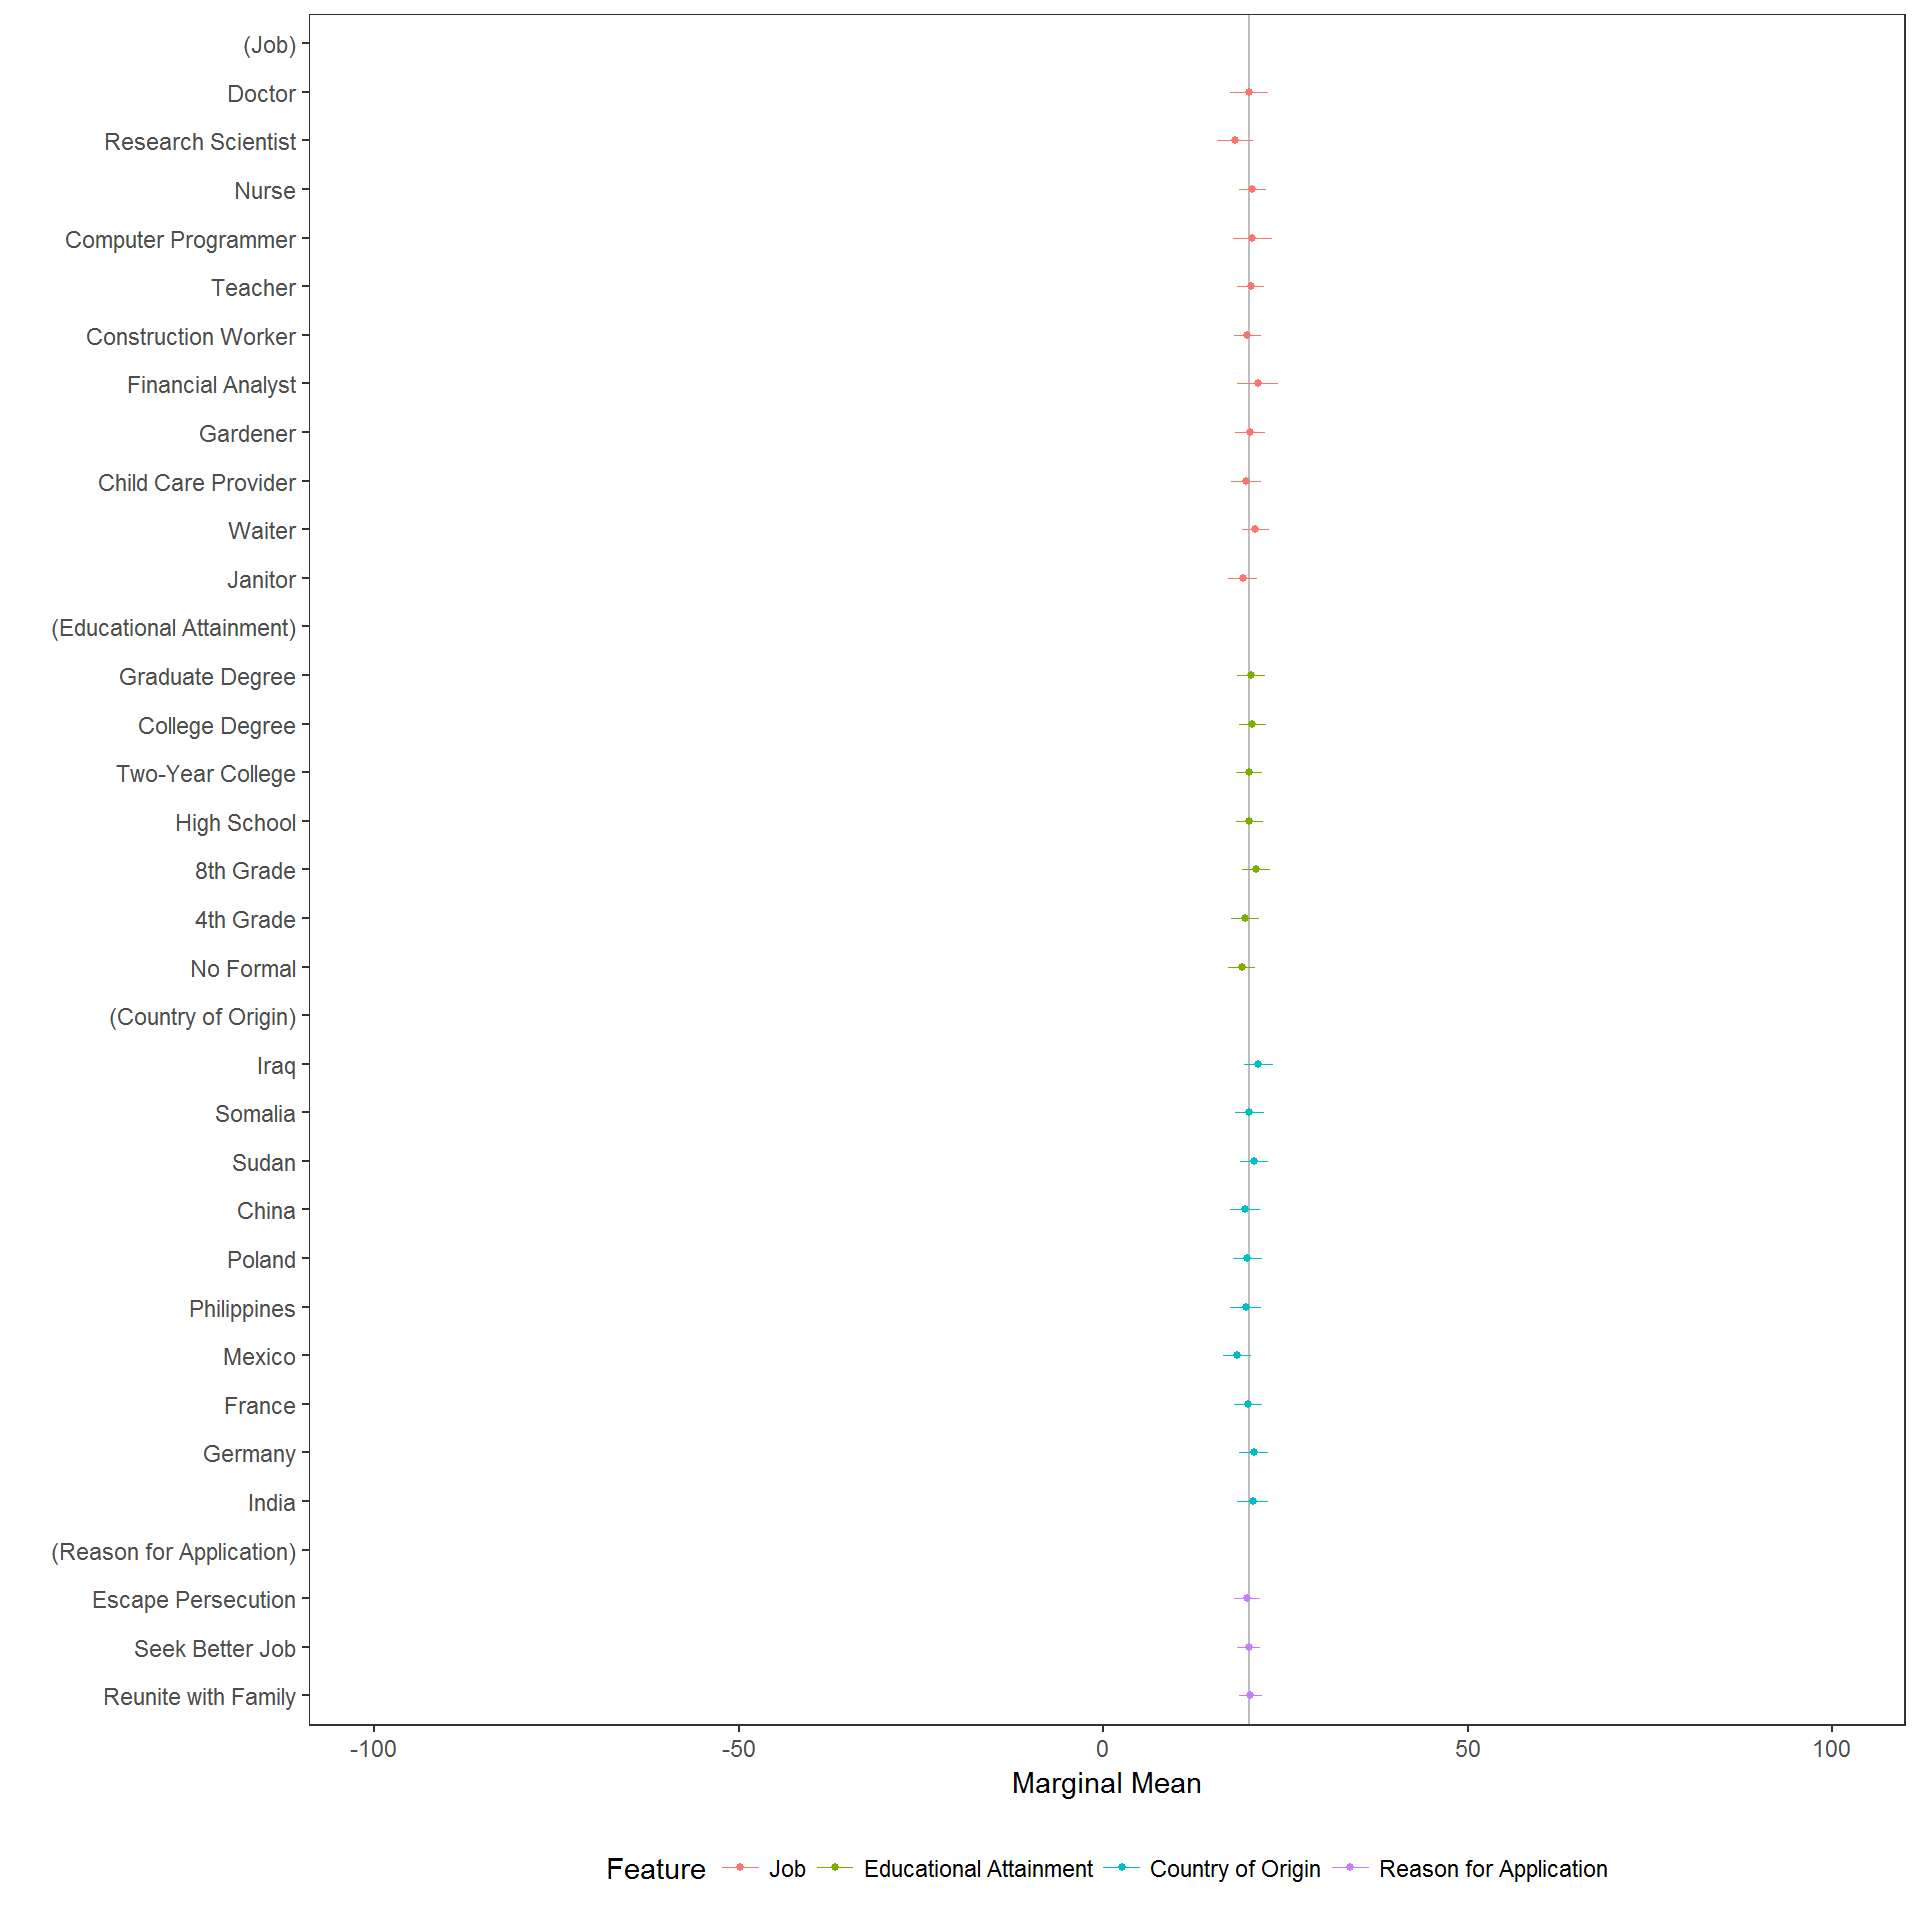 (Job)
Doctor
Research Scientist
Nurse
Computer Programmer
Teacher
Construction Worker
Financial Analyst
Gardener
Child Care Provider
Waiter
Janitor
(Educational Attainment)
Graduate Degree
College Degree
Two-Year College
High School
8th Grade
4th Grade
No Formal
(Country of Origin)
Iraq
Somalia
Sudan
China
Poland
Philippines
Mexico
France
Germany
India
(Reason for Application)
Escape Persecution
Seek Better Job
Reunite with Family
-100 -50 0 50 100
Marginal Mean
Feature Job Educational Attainment Country of Origin Reason for Application